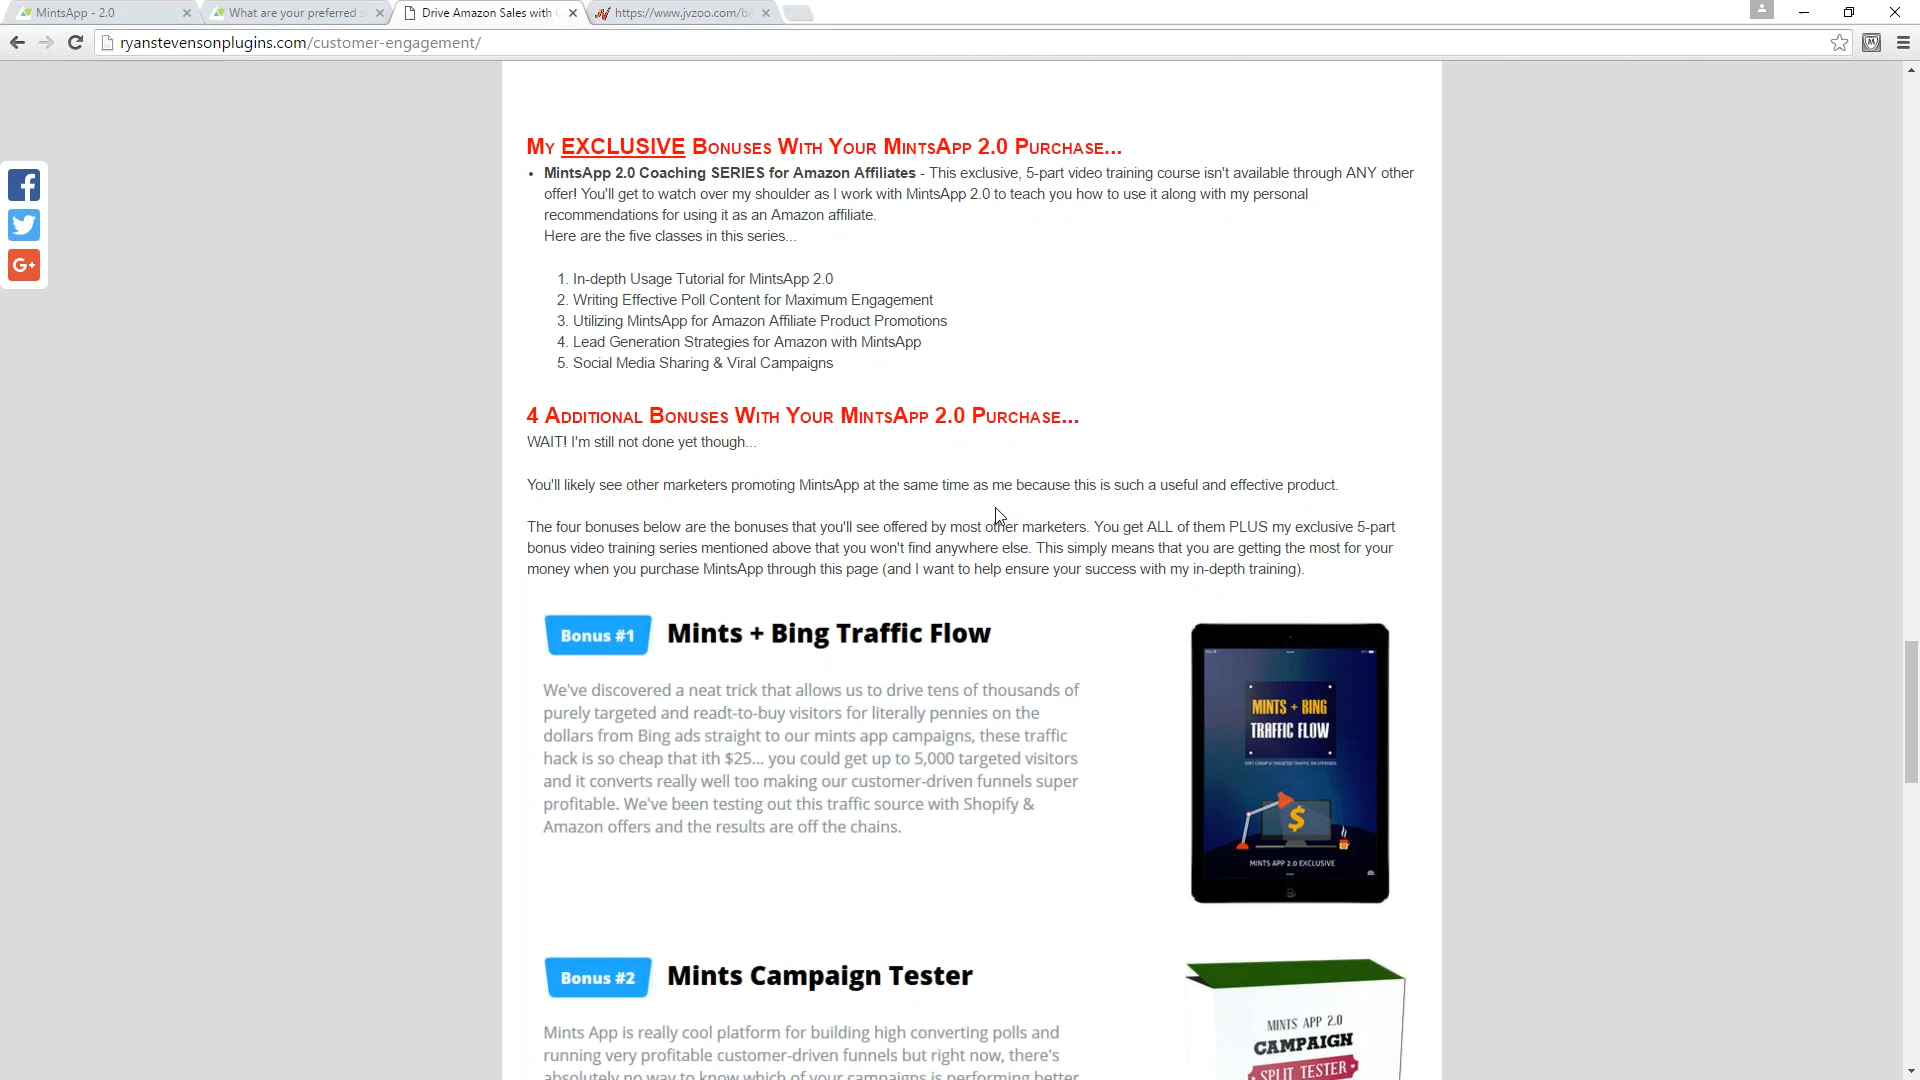 MintsApp - 2.0
What are your preferred s
Drive Amazon Sales with
https://www.jvzoo.com/b
ryanstevensonplugins.com/customer-engagement/
My EXCLUSIVE Bonuses With Your MintsApp 2.0 Purchase...
• MintsApp 2.0 Coaching SERIES for Amazon Affiliates - This exclusive, 5-part video training course isn't available through ANY other
offer! You'll get to watch over my shoulder as I work with MintsApp 2.0 to teach you how to use it along with my personal
recommendations for using it as an Amazon affiliate.
Here are the five classes in this series...
1. In-depth Usage Tutorial for MintsApp 2.0
2. Writing Effective Poll Content for Maximum Engagement
3. Utilizing MintsApp for Amazon Affiliate Product Promotions
4. Lead Generation Strategies for Amazon with MintsApp
5. Social Media Sharing & Viral Campaigns
4 Additional Bonuses With Your MintsApp 2.0 Purchase...
WAIT! I'm still not done yet though...
You'll likely see other marketers promoting MintsApp at the same time as me because this is such a useful and effective product.
The four bonuses below are the bonuses that you'll see offered by most other marketers. You get ALL of them PLUS my exclusive 5-part
bonus video training series mentioned above that you won't find anywhere else. This simply means that you are getting the most for your
money when you purchase MintsApp through this page (and I want to help ensure your success with my in-depth training).
Bonus #1 Mints + Bing Traffic Flow
We've discovered a neat trick that allows us to drive tens of thousands of
purely targeted and readt-to-buy visitors for literally pennies on the
dollars from Bing ads straight to our mints app campaigns, these traffic
hack is so cheap that ith $25... you could get up to 5,000 targeted visitors
and it converts really well too making our customer-driven funnels super
profitable. We've been testing out this traffic source with Shopify &
Amazon offers and the results are off the chains.
MINTS + BING
TRAFFIC FLOW
DIRT CHEAP & TARGETED TRAFFIC ON STEROIDS
MINTS APP 2.0 EXCLUSIVE
Bonus #2 Mints Campaign Tester
Mints App is really cool platform for building high converting polls and
running very profitable customer-driven funnels but right now, there's
absolutely no way to know which of your campaigns is performing better
MINTS APP 2.0
CAMPAIGN
SPLIT TESTER